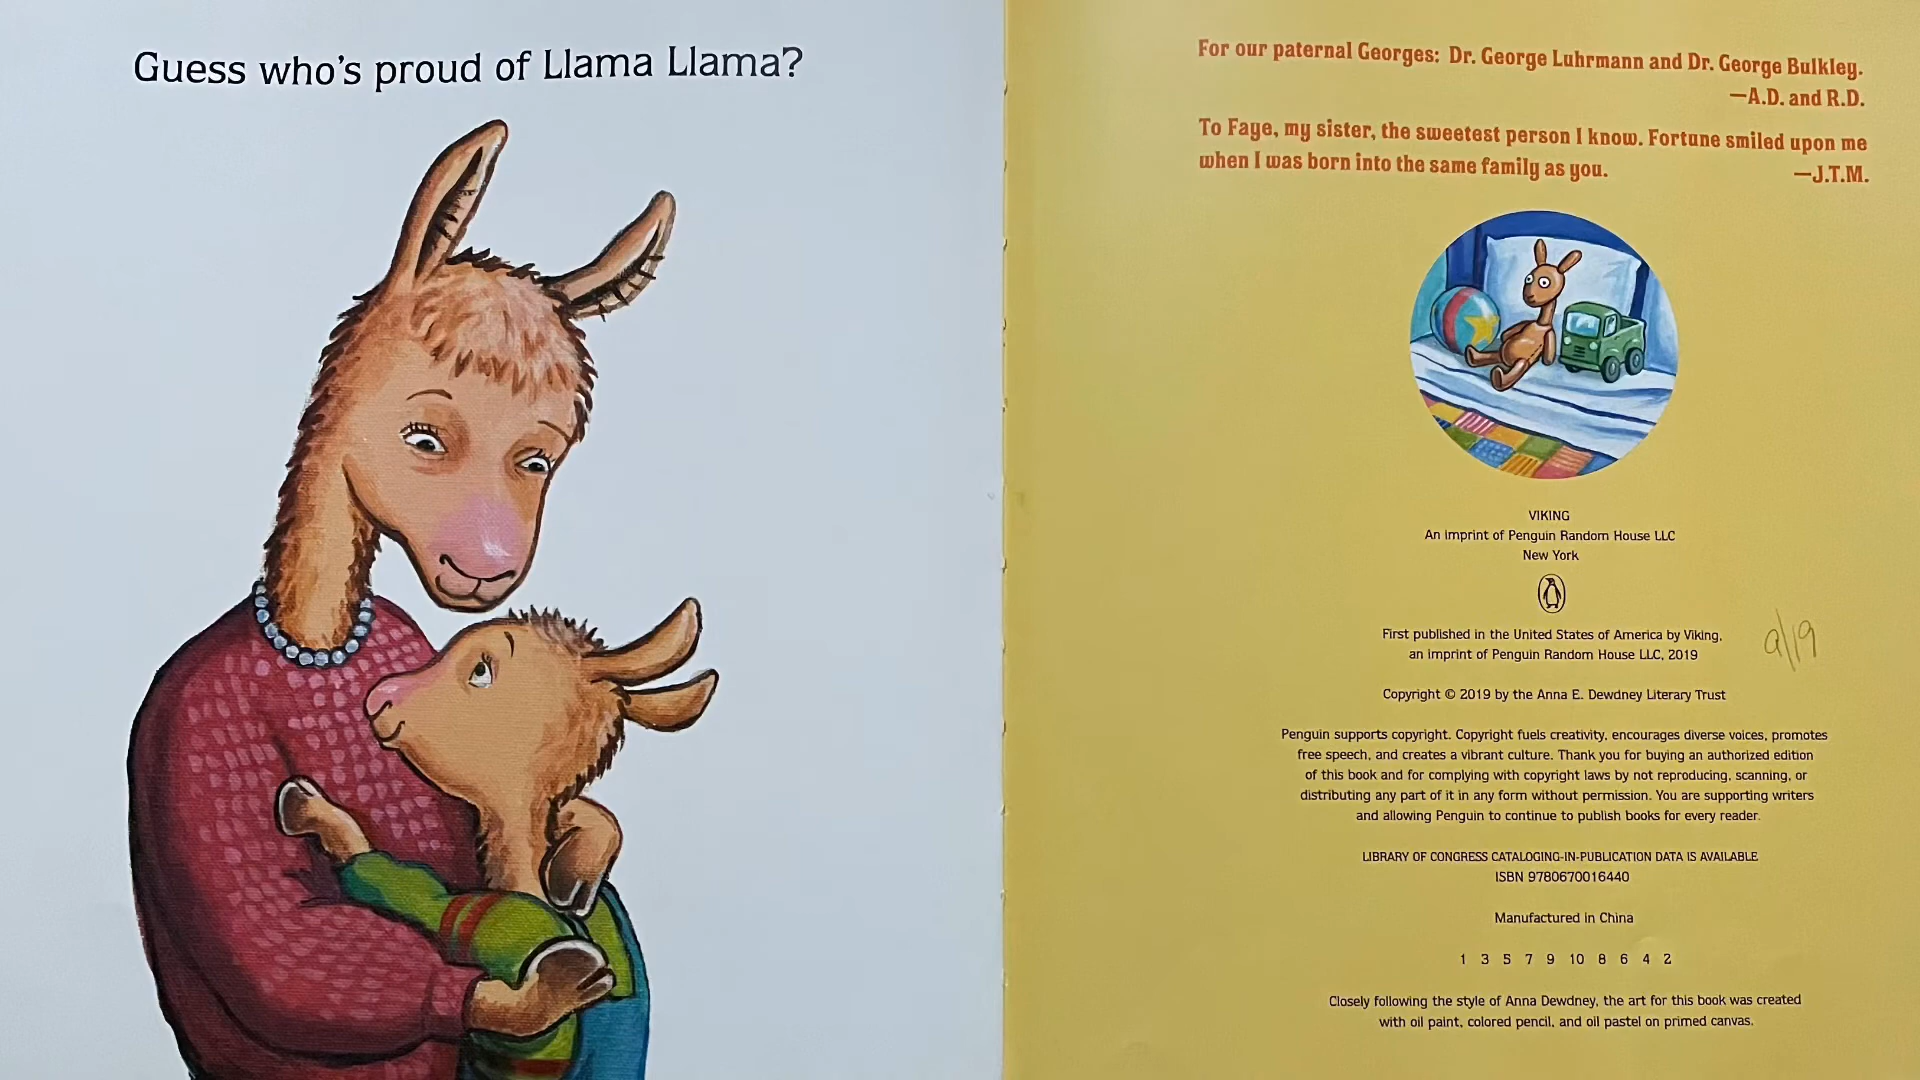 Guess who's proud of Llama Llama?
For our paternal Georges: Dr. George Luhrmann and Dr. George Bulkley.
—A.D. and R.D.
To Faye, my sister, the sweetest person I know. Fortune smiled upon me
when I was born into the same family as you. —J.T.M.
VIKING
An imprint of Penguin Random House LLC
New York
First published in the United States of America by Viking,
an imprint of Penguin Random House LLC, 2019
Copyright © 2019 by the Anna E. Dewdney Literary Trust
Penguin supports copyright. Copyright fuels creativity, encourages diverse voices, promotes
free speech, and creates a vibrant culture. Thank you for buying an authorized edition
of this book and for complying with copyright laws by not reproducing, scanning, or
distributing any part of it in any form without permission. You are supporting writers
and allowing Penguin to continue to publish books for every reader.
LIBRARY OF CONGRESS CATALOGING-IN-PUBLICATION DATA IS AVAILABLE
ISBN 9780670016440
Manufactured in China
1 3 5 7 9 10 8 6 4 2
Closely following the style of Anna Dewdney, the art for this book was created
with oil paint, colored pencil, and oil pastel on primed canvas.